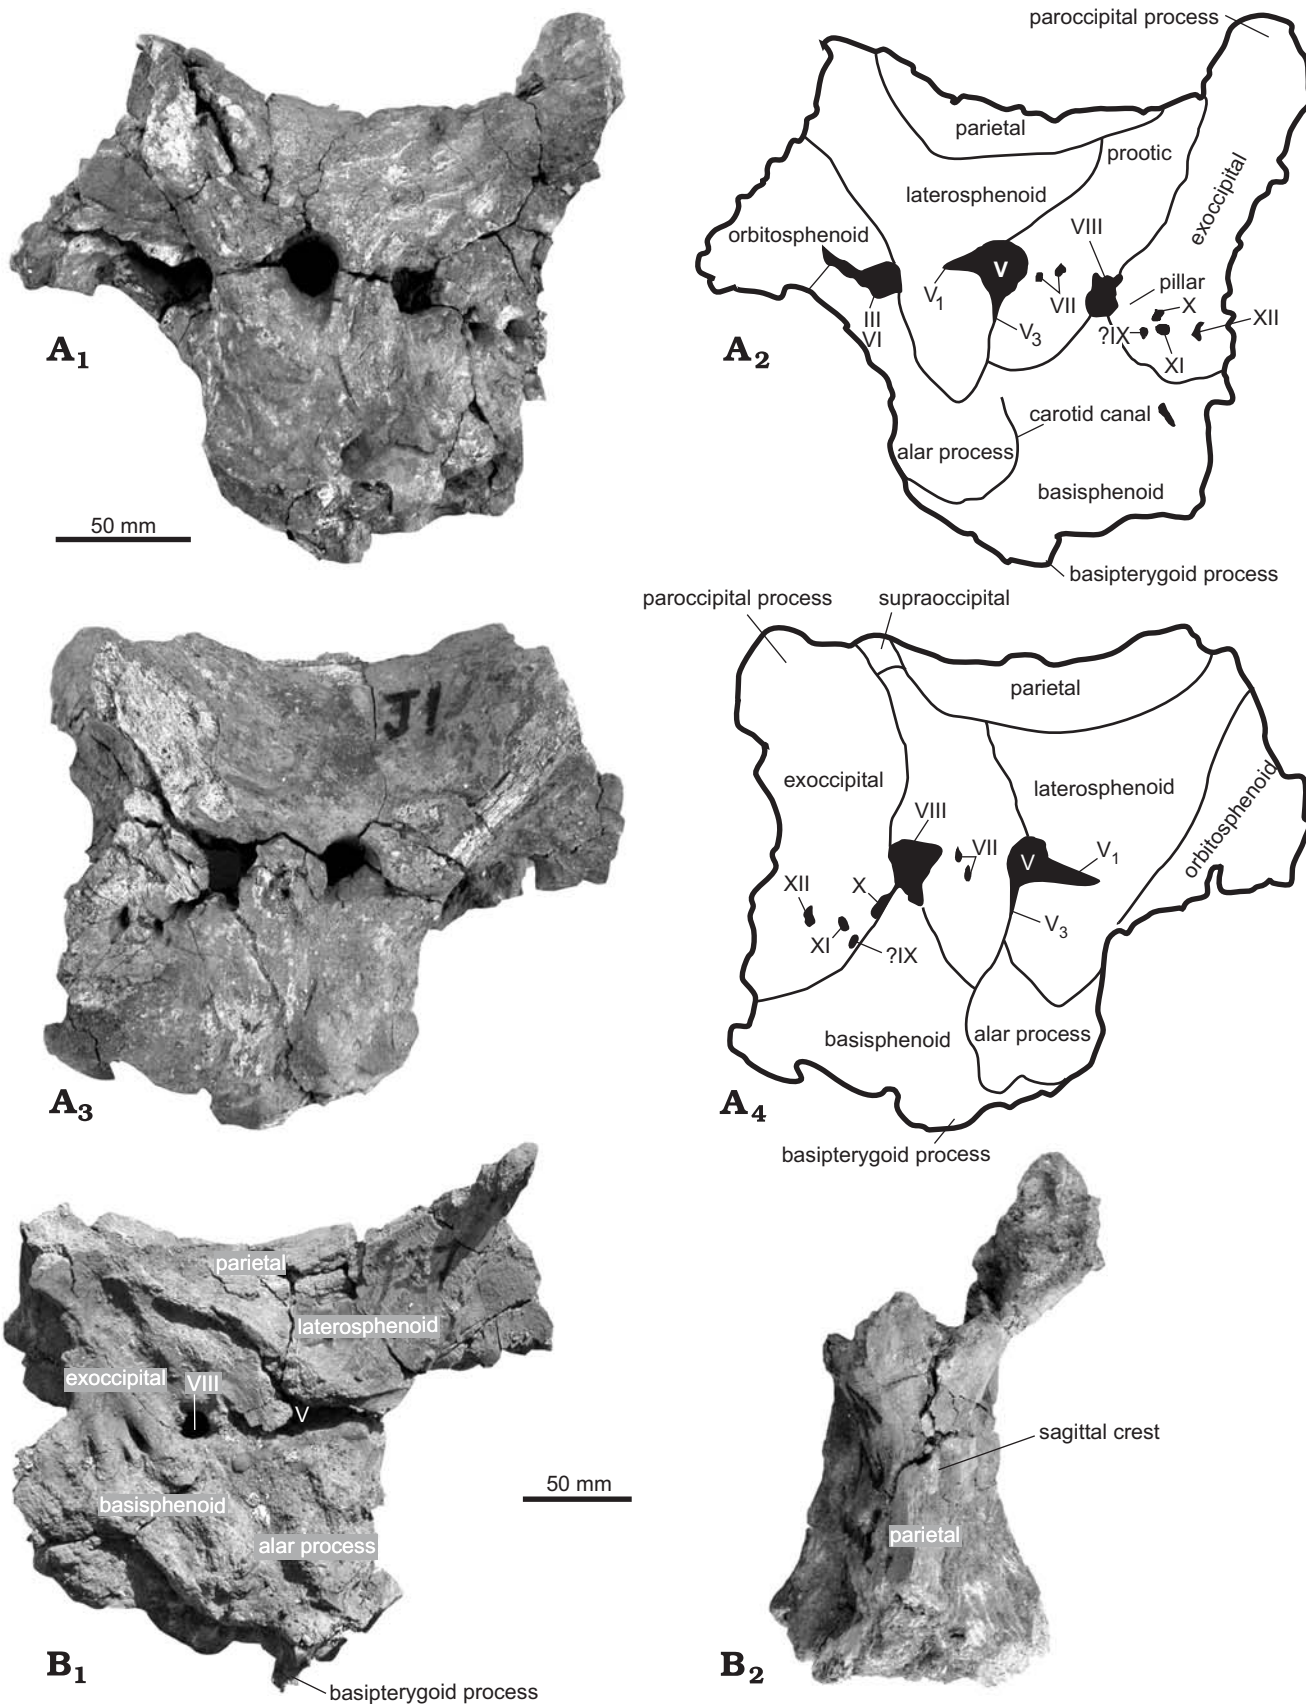 paroccipital process
parietal
prootic
laterosphenoid
exoccipital
orbitosphenoid
VIII
V
pillar
V1
VII
X
XII
III
VI
V3
?IX
XI
A1
A2
carotid canal
alar process
50 mm
basisphenoid
basipterygoid process
paroccipital process
supraoccipital
parietal
J1
exoccipital
laterosphenoid
orbitosphenoid
VIII
VII
V
V1
XII
X
V3
XI
?IX
basisphenoid
alar process
A3
A4
basipterygoid process
parietal
laterosphenoid
exoccipital
VIII
V
sagittal crest
50 mm
basisphenoid
parietal
alar process
B1
B2
basipterygoid process